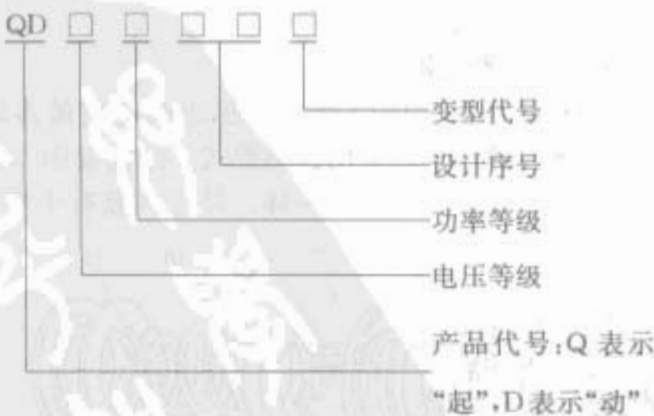 QD □ □ □ □ □
变型代号
设计序号
功率等级
电压等级
产品代号:Q 表示
“起”,D 表示“动”